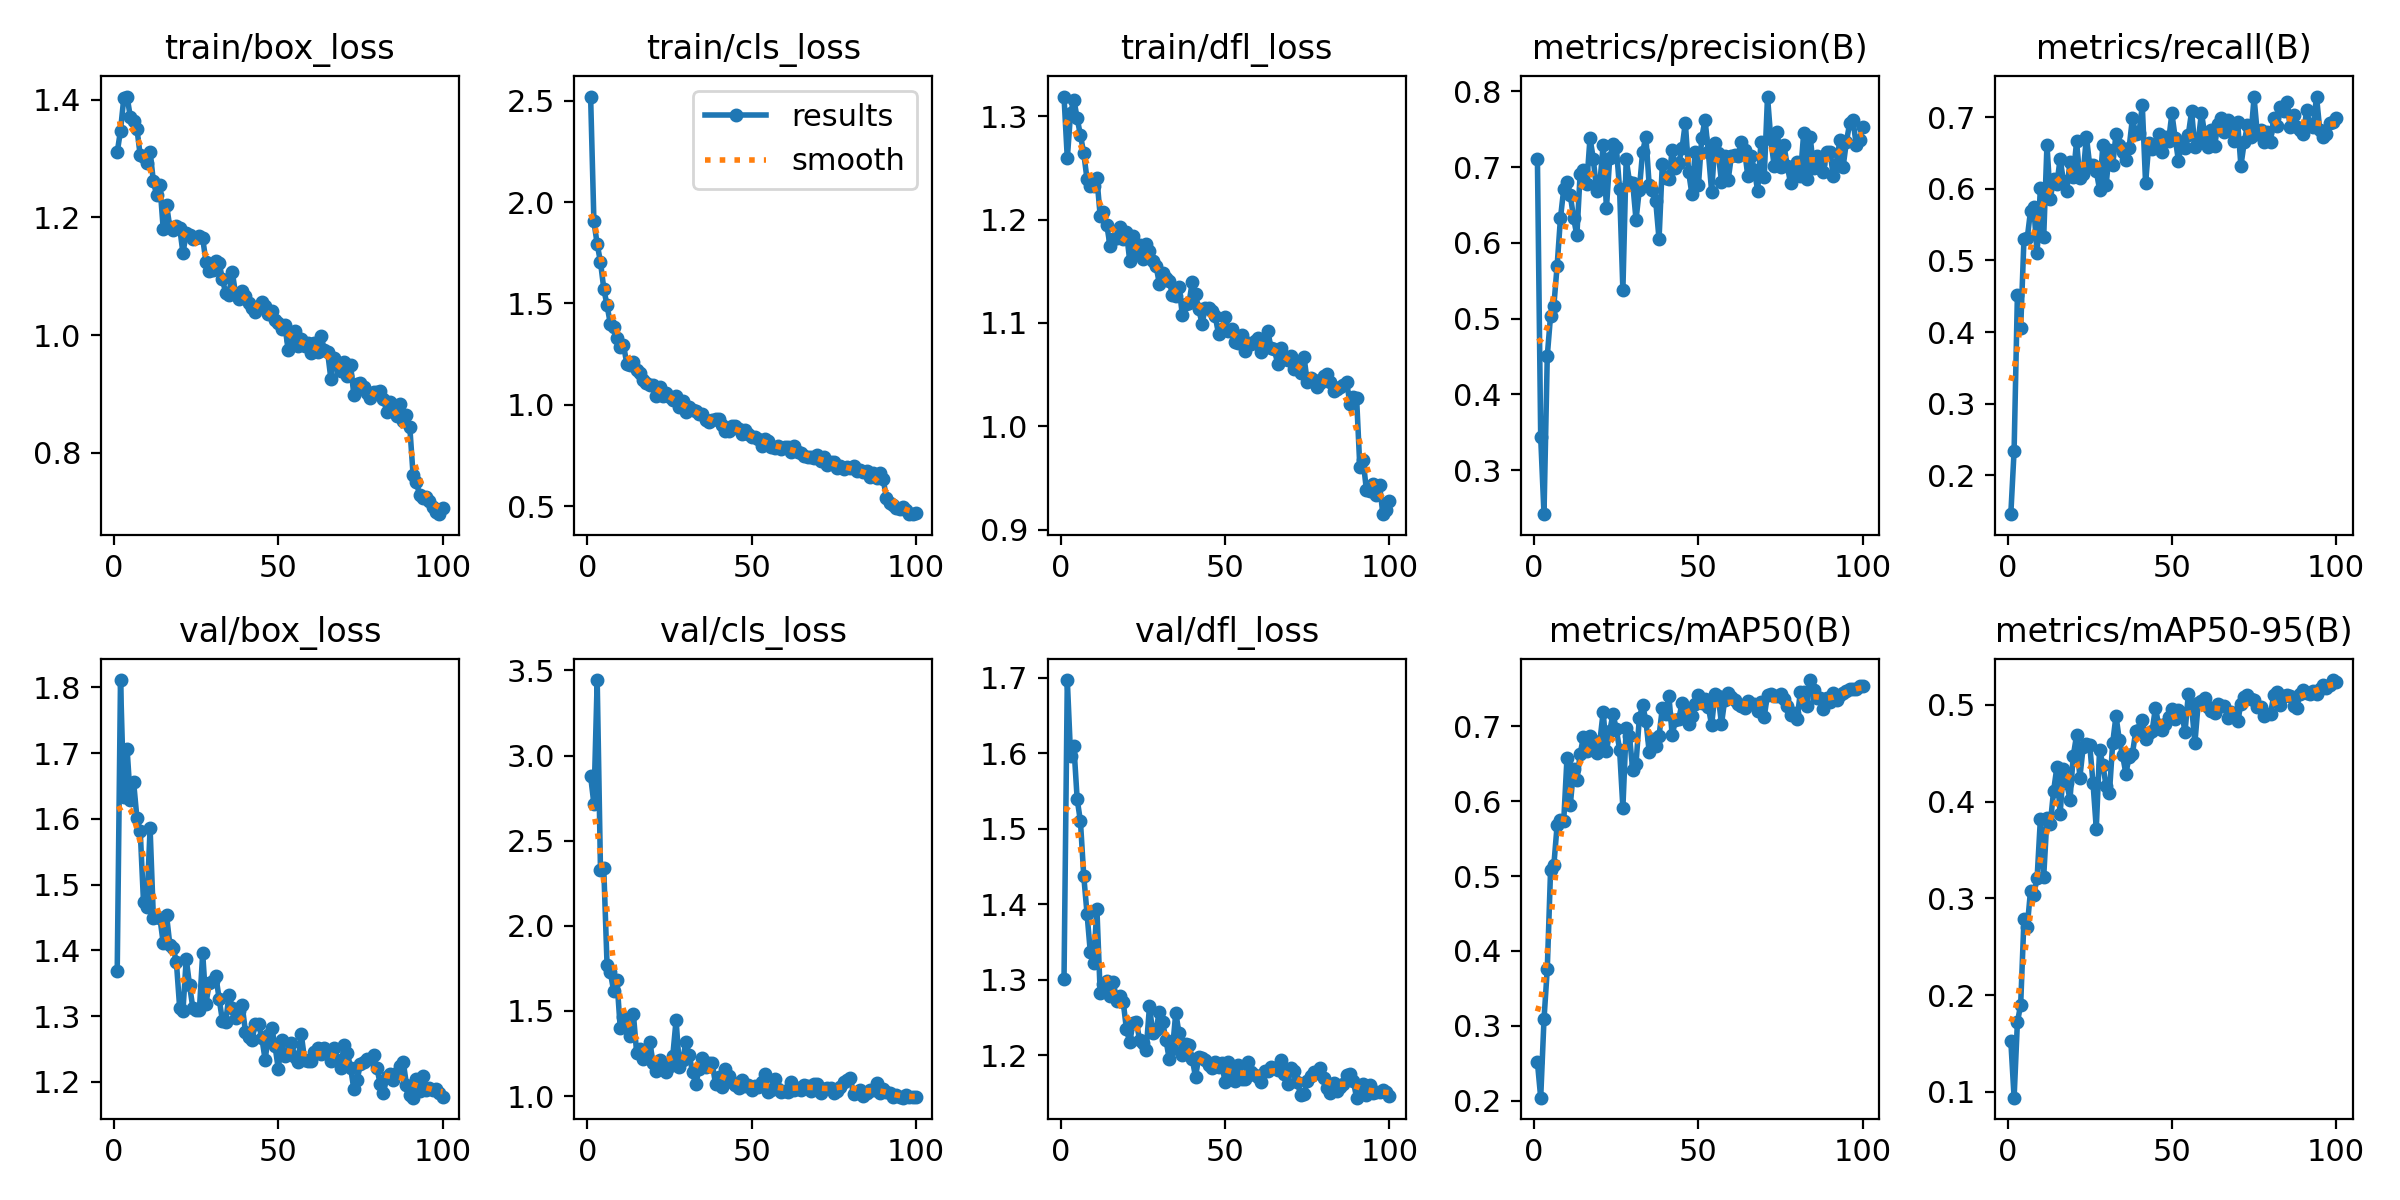 train/box_loss
1.4
1.2
1.0
0.8
0 50 100
train/cls_loss
results
smooth
2.5
2.0
1.5
1.0
0.5
0 50 100
train/dfl_loss
1.3
1.2
1.1
1.0
0.9
0 50 100
metrics/precision(B)
0.8
0.7
0.6
0.5
0.4
0.3
0 50 100
metrics/recall(B)
0.7
0.6
0.5
0.4
0.3
0.2
0 50 100
val/box_loss
1.8
1.7
1.6
1.5
1.4
1.3
1.2
0 50 100
val/cls_loss
3.5
3.0
2.5
2.0
1.5
1.0
0 50 100
val/dfl_loss
1.7
1.6
1.5
1.4
1.3
1.2
0 50 100
metrics/mAP50(B)
0.7
0.6
0.5
0.4
0.3
0.2
0 50 100
metrics/mAP50-95(B)
0.5
0.4
0.3
0.2
0.1
0 50 100